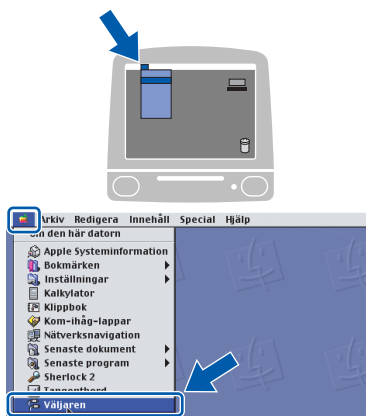 Arkiv Redigera Innehåll Special Hjälp
Om den här datorn
Apple Systeminformation
Bokmärken
Inställningar
Kalkylator
Klippbok
Kom-ihåg-lappar
Nätverksnavigation
Senaste dokument
Senaste program
Sherlock 2
Tangentbord
Väljaren